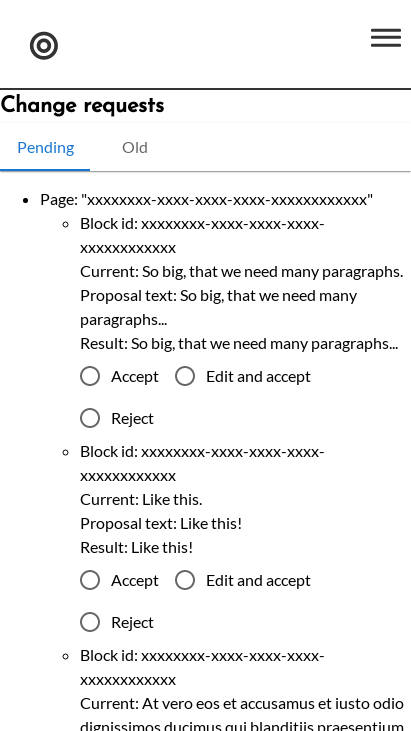 Change requests
Pending Old
Page: "xxxxxxxx-xxxx-xxxx-xxxx-xxxxxxxxxxxx"
Block id: xxxxxxxx-xxxx-xxxx-xxxx-
xxxxxxxxxxxx
Current: So big, that we need many paragraphs.
Proposal text: So big, that we need many
paragraphs...
Result: So big, that we need many paragraphs...
Accept Edit and accept
Reject
Block id: xxxxxxxx-xxxx-xxxx-xxxx-
xxxxxxxxxxxx
Current: Like this.
Proposal text: Like this!
Result: Like this!
Accept Edit and accept
Reject
Block id: xxxxxxxx-xxxx-xxxx-xxxx-
xxxxxxxxxxxx
Current: At vero eos et accusamus et iusto odio
dignissimos ducimus qui blanditiis praesentium